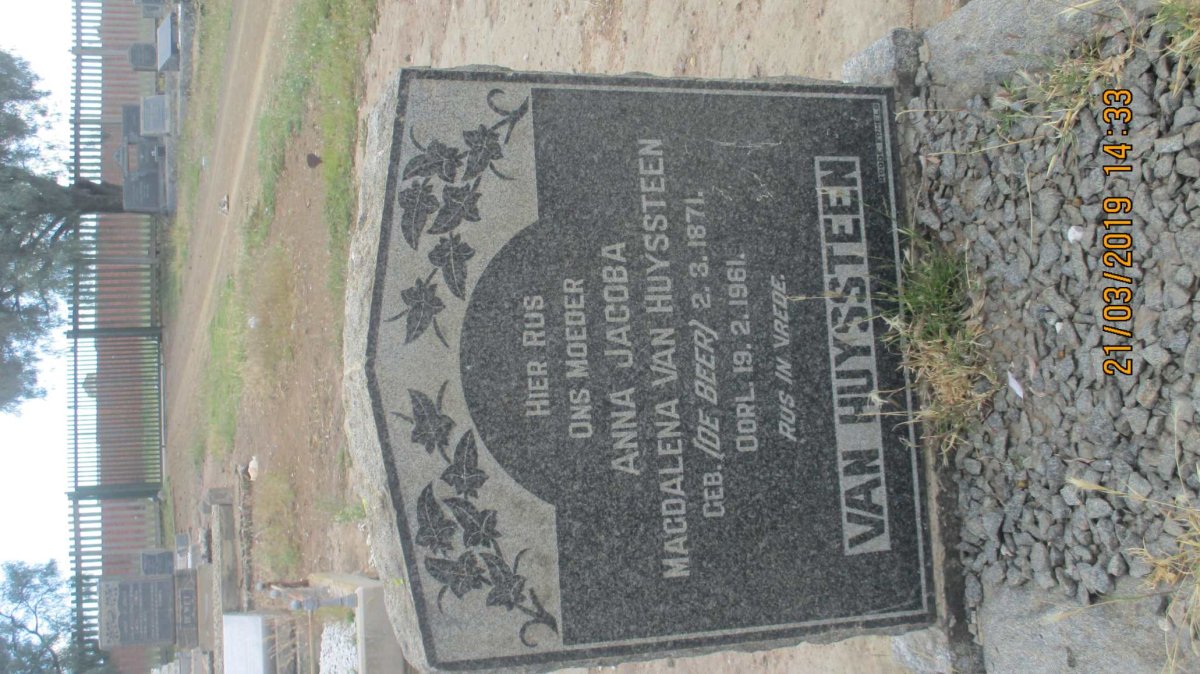 HIER RUS
ONS MOEDER
ANNA JACOBA
MAGDALENA VAN HUYSSTEEN
GEB. (DE BEER) 2.3.1871.
OORL. 19.2.1961.
RUS IN VREDE.
VAN HUYSSTEEN
21/03/2019 14:33